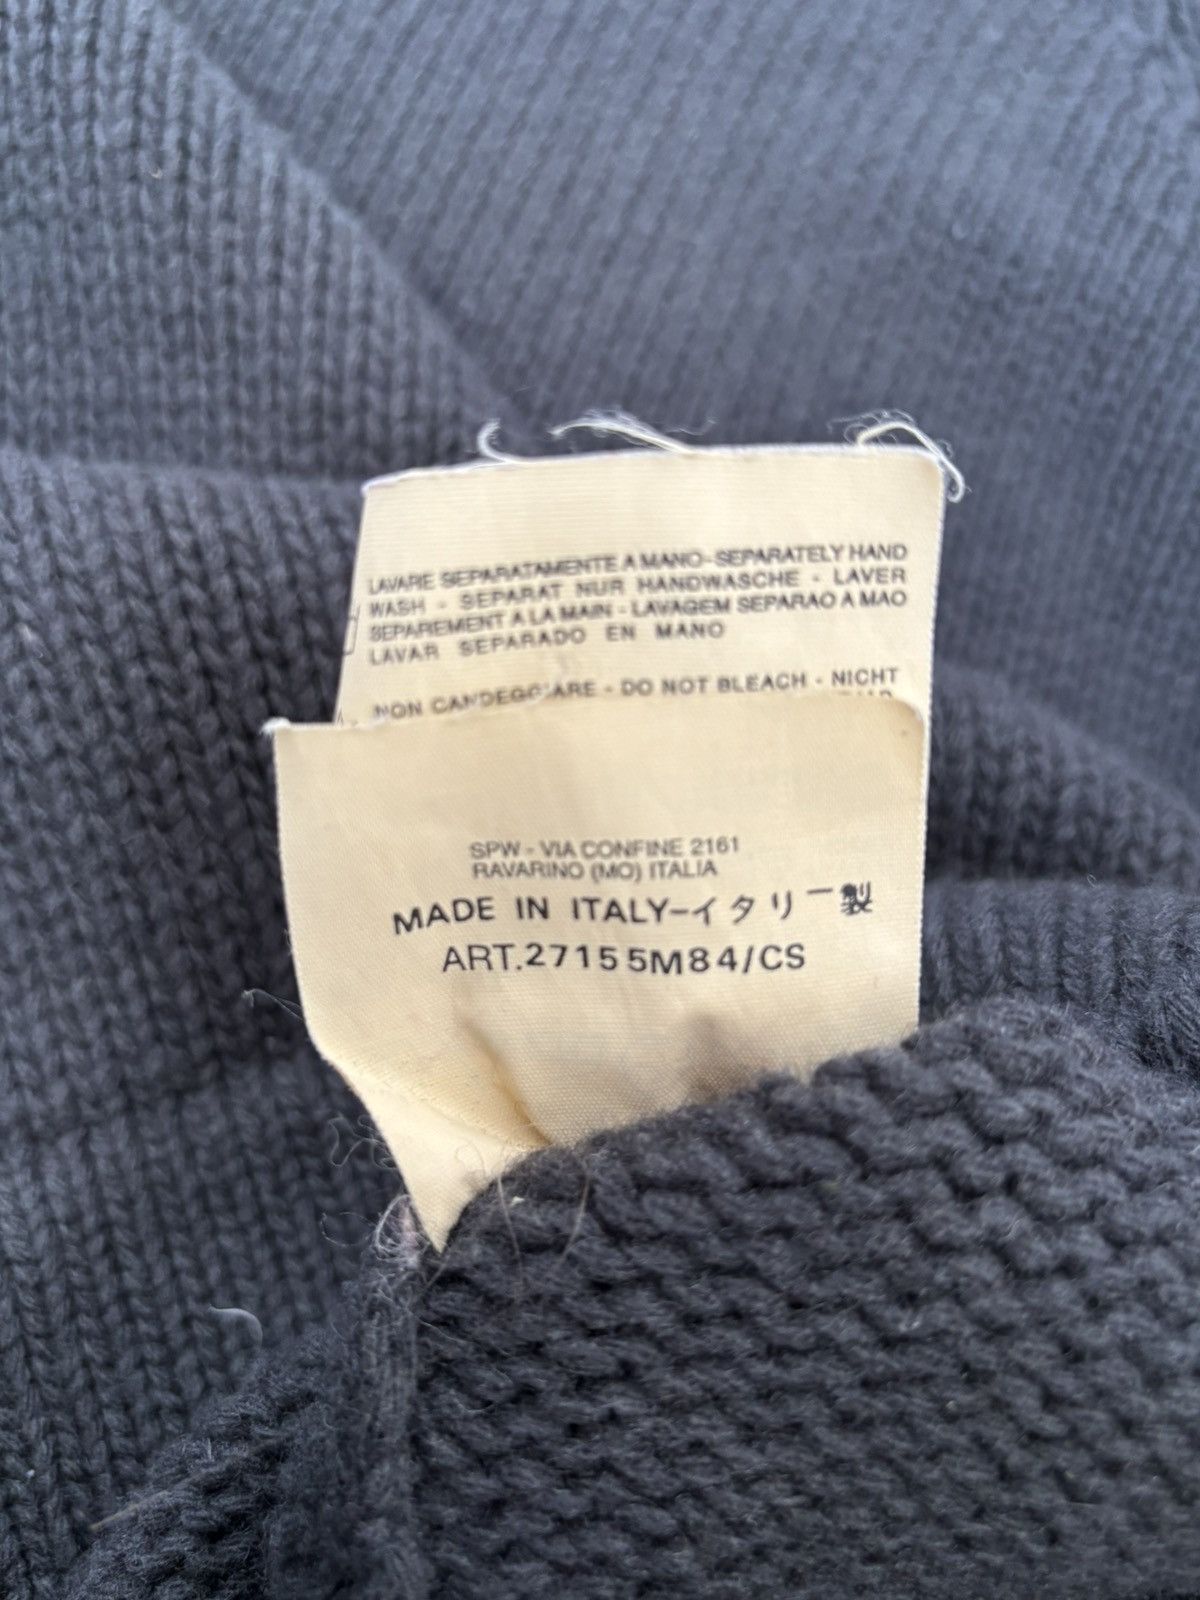 LAVARE SEPARATAMENTE A MANO-SEPARATELY HAND
WASH - SEPARAT NUR HANDWASCHE - LAVER
SEPAREMENT A LA MAIN - LAVAGEM SEPARAO A MAO
LAVAR SEPARADO EN MANO
NON CANDEGGIARE - DO NOT BLEACH - NICHT
SPW - VIA CONFINE 2161
RAVARINO (MO) ITALIA
MADE IN ITALY-イタリー製
ART.27155M84/CS